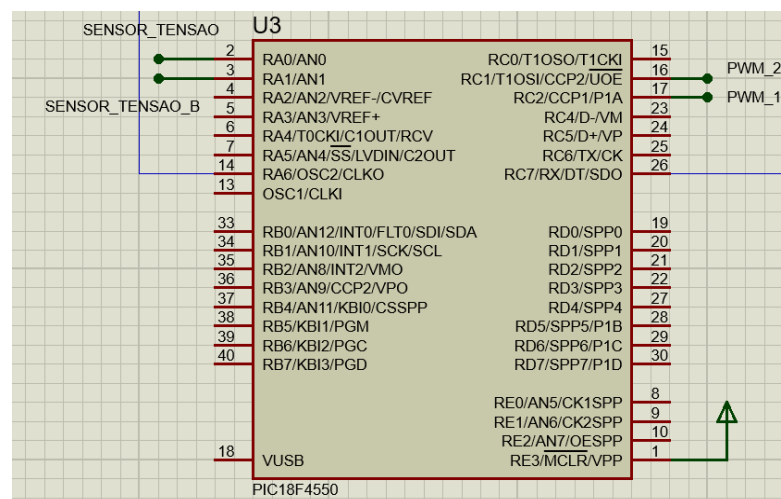 U3
SENSOR_TENSAO
2 RA0/AN0
3 RA1/AN1
SENSOR_TENSAO_B
4 RA2/AN2/VREF-/CVREF
5 RA3/AN3/VREF+
6 RA4/T0CKI/C1OUT/RCV
7 RA5/AN4/SS/LVDIN/C2OUT
14 RA6/OSC2/CLKO
13 OSC1/CLKI
33 RB0/AN12/INT0/FLT0/SDI/SDA
34 RB1/AN10/INT1/SCK/SCL
35 RB2/AN8/INT2/VMO
36 RB3/AN9/CCP2/VPO
37 RB4/AN11/KBI0/CSSPP
38 RB5/KBI1/PGM
39 RB6/KBI2/PGC
40 RB7/KBI3/PGD
18 VUSB
RC0/T1OSO/T1CKI 15
RC1/T1OSI/CCP2/UOE 16 PWM_2
RC2/CCP1/P1A 17 PWM_1
RC4/D-/VM 23
RC5/D+/VP 24
RC6/TX/CK 25
RC7/RX/DT/SDO 26
RD0/SPP0 19
RD1/SPP1 20
RD2/SPP2 21
RD3/SPP3 22
RD4/SPP4 27
RD5/SPP5/P1B 28
RD6/SPP6/P1C 29
RD7/SPP7/P1D 30
RE0/AN5/CK1SPP 8
RE1/AN6/CK2SPP 9
RE2/AN7/OESPP 10
RE3/MCLR/VPP 1
PIC18F4550